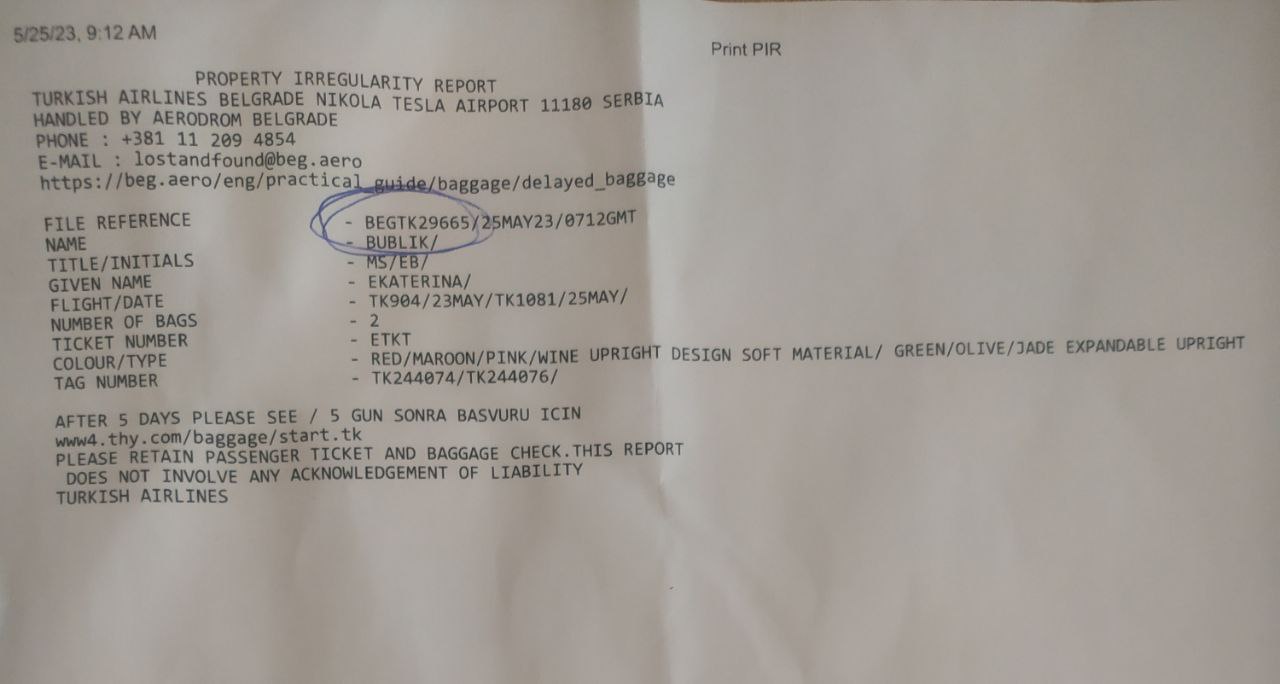 5/25/23, 9:12 AM
Print PIR
PROPERTY IRREGULARITY REPORT
TURKISH AIRLINES BELGRADE NIKOLA TESLA AIRPORT 11180 SERBIA
HANDLED BY AERODROM BELGRADE
PHONE : +381 11 209 4854
E-MAIL : lostandfound@beg.aero
https://beg.aero/eng/practical_guide/baggage/delayed_baggage
FILE REFERENCE - BEGTK29665/25MAY23/0712GMT
NAME - BUBLIK/
TITLE/INITIALS - MS/EB/
GIVEN NAME - EKATERINA/
FLIGHT/DATE - TK904/23MAY/TK1081/25MAY/
NUMBER OF BAGS - 2
TICKET NUMBER - ETKT
COLOUR/TYPE - RED/MAROON/PINK/WINE UPRIGHT DESIGN SOFT MATERIAL/ GREEN/OLIVE/JADE EXPANDABLE UPRIGHT
TAG NUMBER - TK244074/TK244076/
AFTER 5 DAYS PLEASE SEE / 5 GUN SONRA BASVURU ICIN
www4.thy.com/baggage/start.tk
PLEASE RETAIN PASSENGER TICKET AND BAGGAGE CHECK.THIS REPORT
DOES NOT INVOLVE ANY ACKNOWLEDGEMENT OF LIABILITY
TURKISH AIRLINES